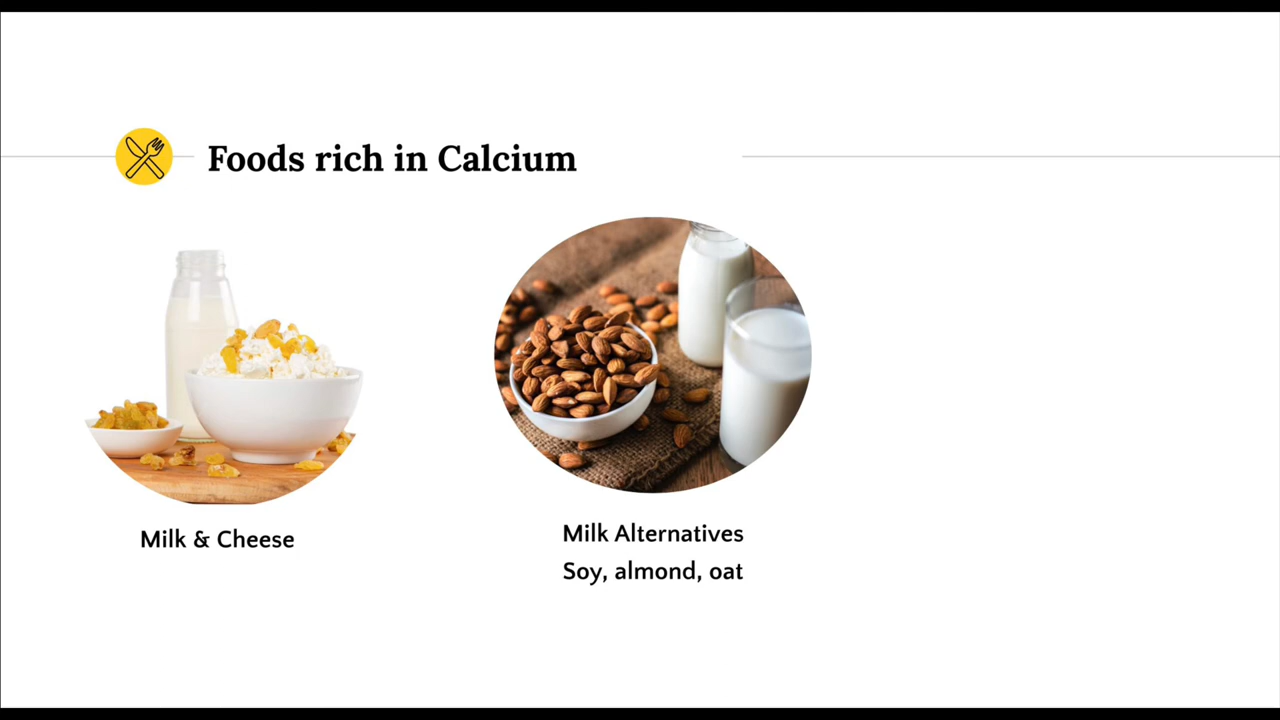 Foods rich in Calcium
Milk & Cheese
Milk Alternatives
Soy, almond, oat